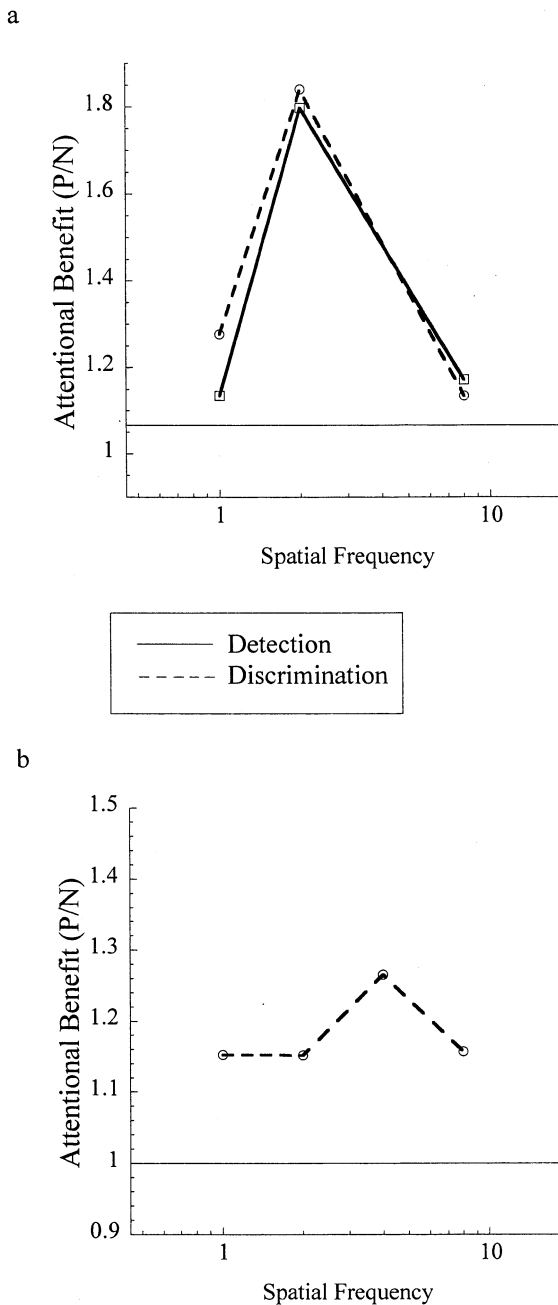 a
Attentional Benefit (P/N)
1.8
1.6
1.4
1.2
1
1 10
Spatial Frequency
Detection
Discrimination
b
Attentional Benefit (P/N)
1.5
1.4
1.3
1.2
1.1
1
0.9
1 10
Spatial Frequency